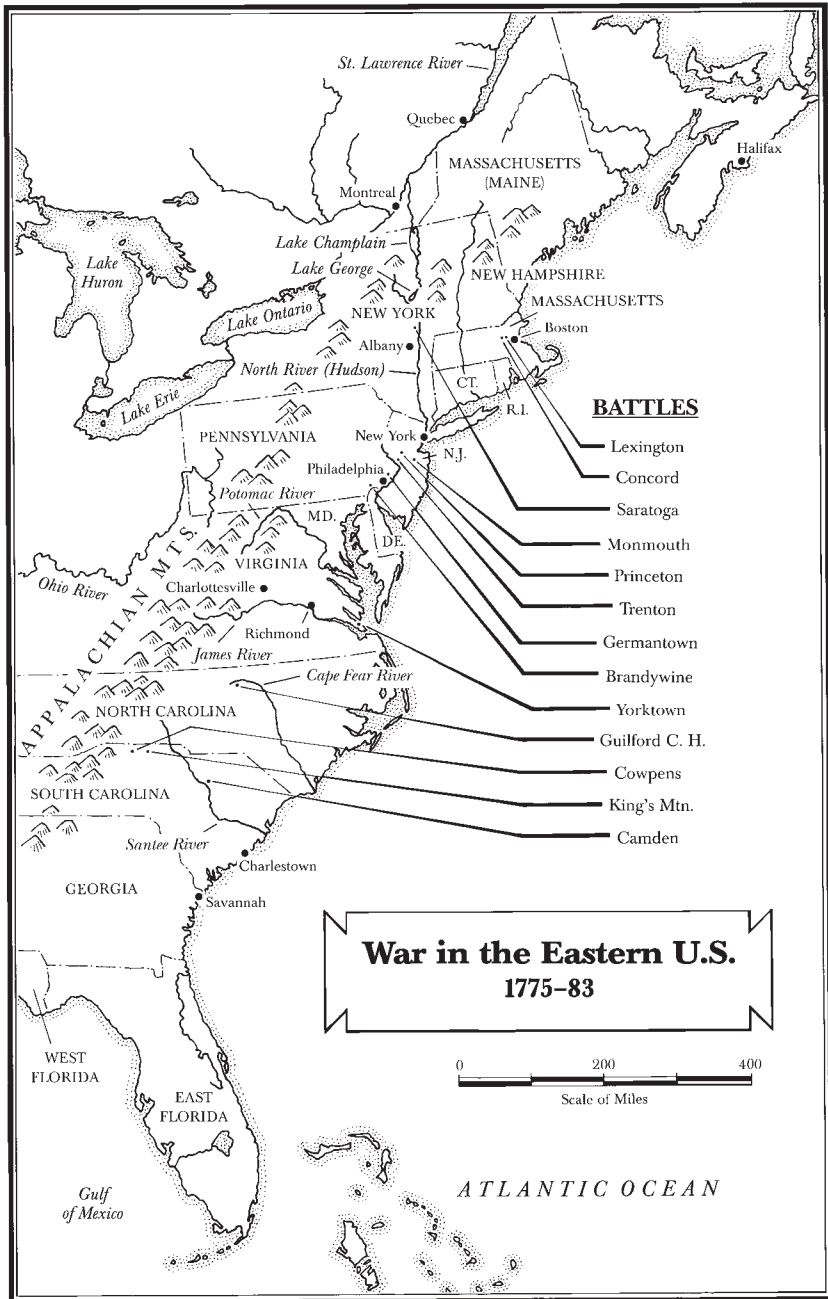 St. Lawrence River
Quebec
Halifax
MASSACHUSETTS
(MAINE)
Montreal
Lake Champlain
Lake
Huron
Lake George
NEW HAMPSHIRE
MASSACHUSETTS
Lake Ontario
NEW YORK
Boston
Albany
North River (Hudson)
CT.
Lake Erie
R.I.
BATTLES
PENNSYLVANIA
New York
N.J.
Lexington
Philadelphia
Concord
Potomac River
Saratoga
MD.
DE.
Monmouth
APPALACHIAN MTS.
VIRGINIA
Princeton
Ohio River
Charlottesville
Trenton
Richmond
Germantown
James River
Cape Fear River
Brandywine
NORTH CAROLINA
Yorktown
Guilford C. H.
Cowpens
SOUTH CAROLINA
King's Mtn.
Santee River
Camden
Charlestown
GEORGIA
Savannah
War in the Eastern U.S.
1775–83
WEST
FLORIDA
0 200 400
Scale of Miles
EAST
FLORIDA
Gulf
of Mexico
ATLANTIC OCEAN